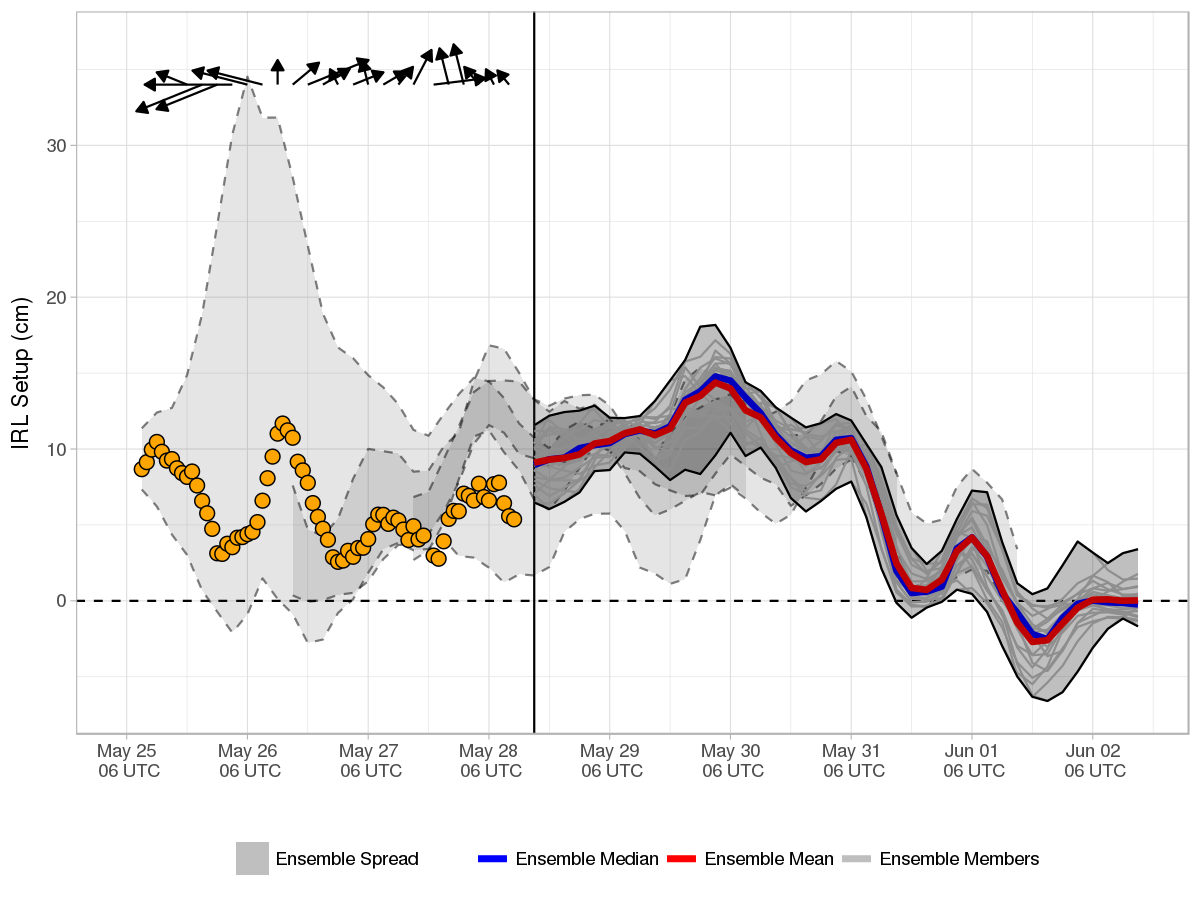 IRL Setup (cm)
30
20
10
0
May 25
06 UTC
May 26
06 UTC
May 27
06 UTC
May 28
06 UTC
May 29
06 UTC
May 30
06 UTC
May 31
06 UTC
Jun 01
06 UTC
Jun 02
06 UTC
Ensemble Spread
Ensemble Median
Ensemble Mean
Ensemble Members